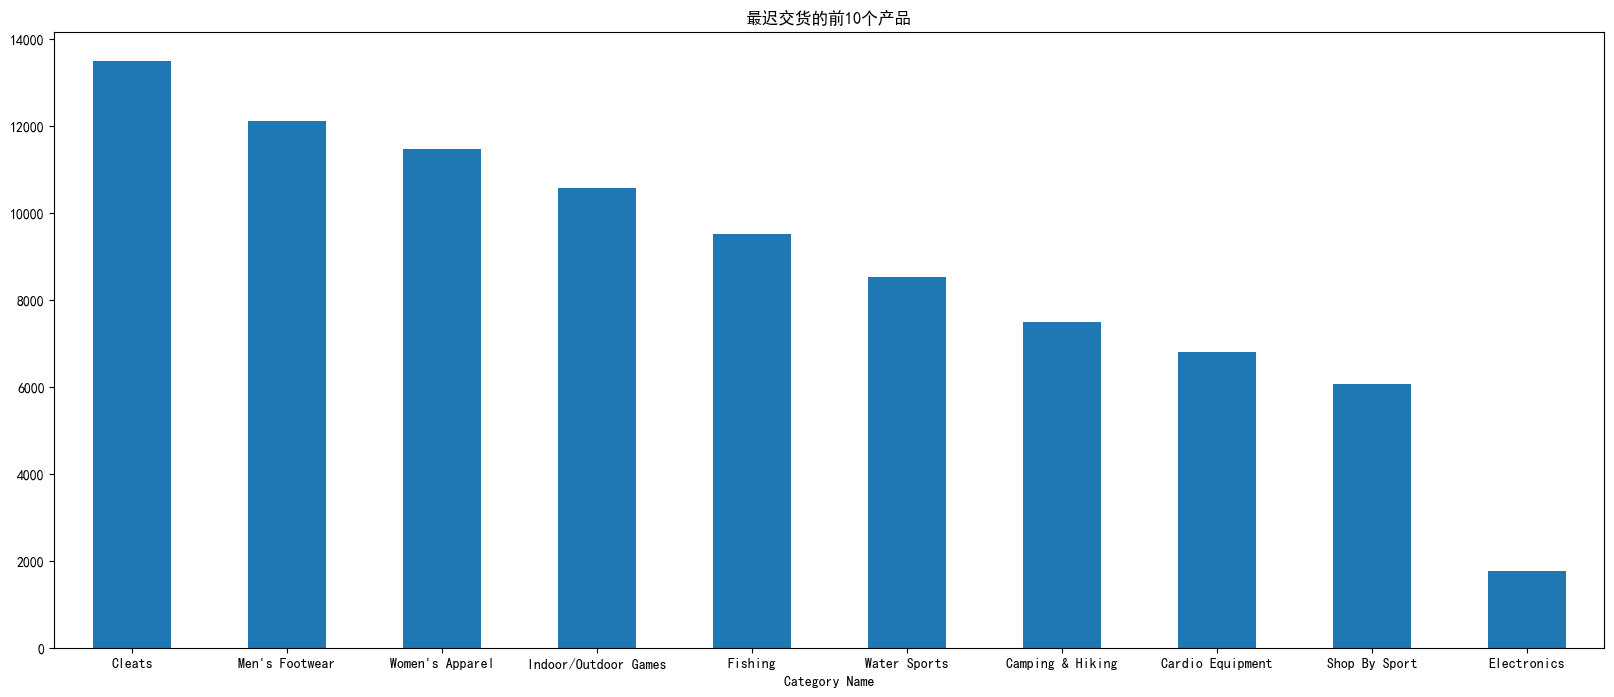 最迟交货的前10个产品
14000
12000
10000
8000
6000
4000
2000
0
Cleats
Men's Footwear
Women's Apparel
Indoor/Outdoor Games
Fishing
Water Sports
Camping & Hiking
Cardio Equipment
Shop By Sport
Electronics
Category Name